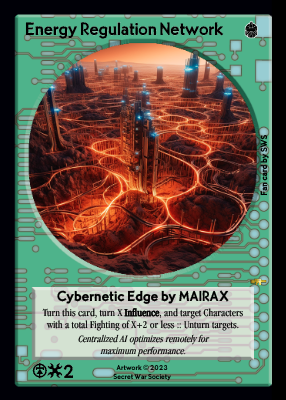 Energy Regulation Network
Fan card by SWS
Cybernetic Edge by MAIRAX
Turn this card, turn X Influence, and target Characters
with a total Fighting of X+2 or less :: Unturn targets.
Centralized AI optimizes remotely for
maximum performance.
2
Artwork © 2023
Secret War Society